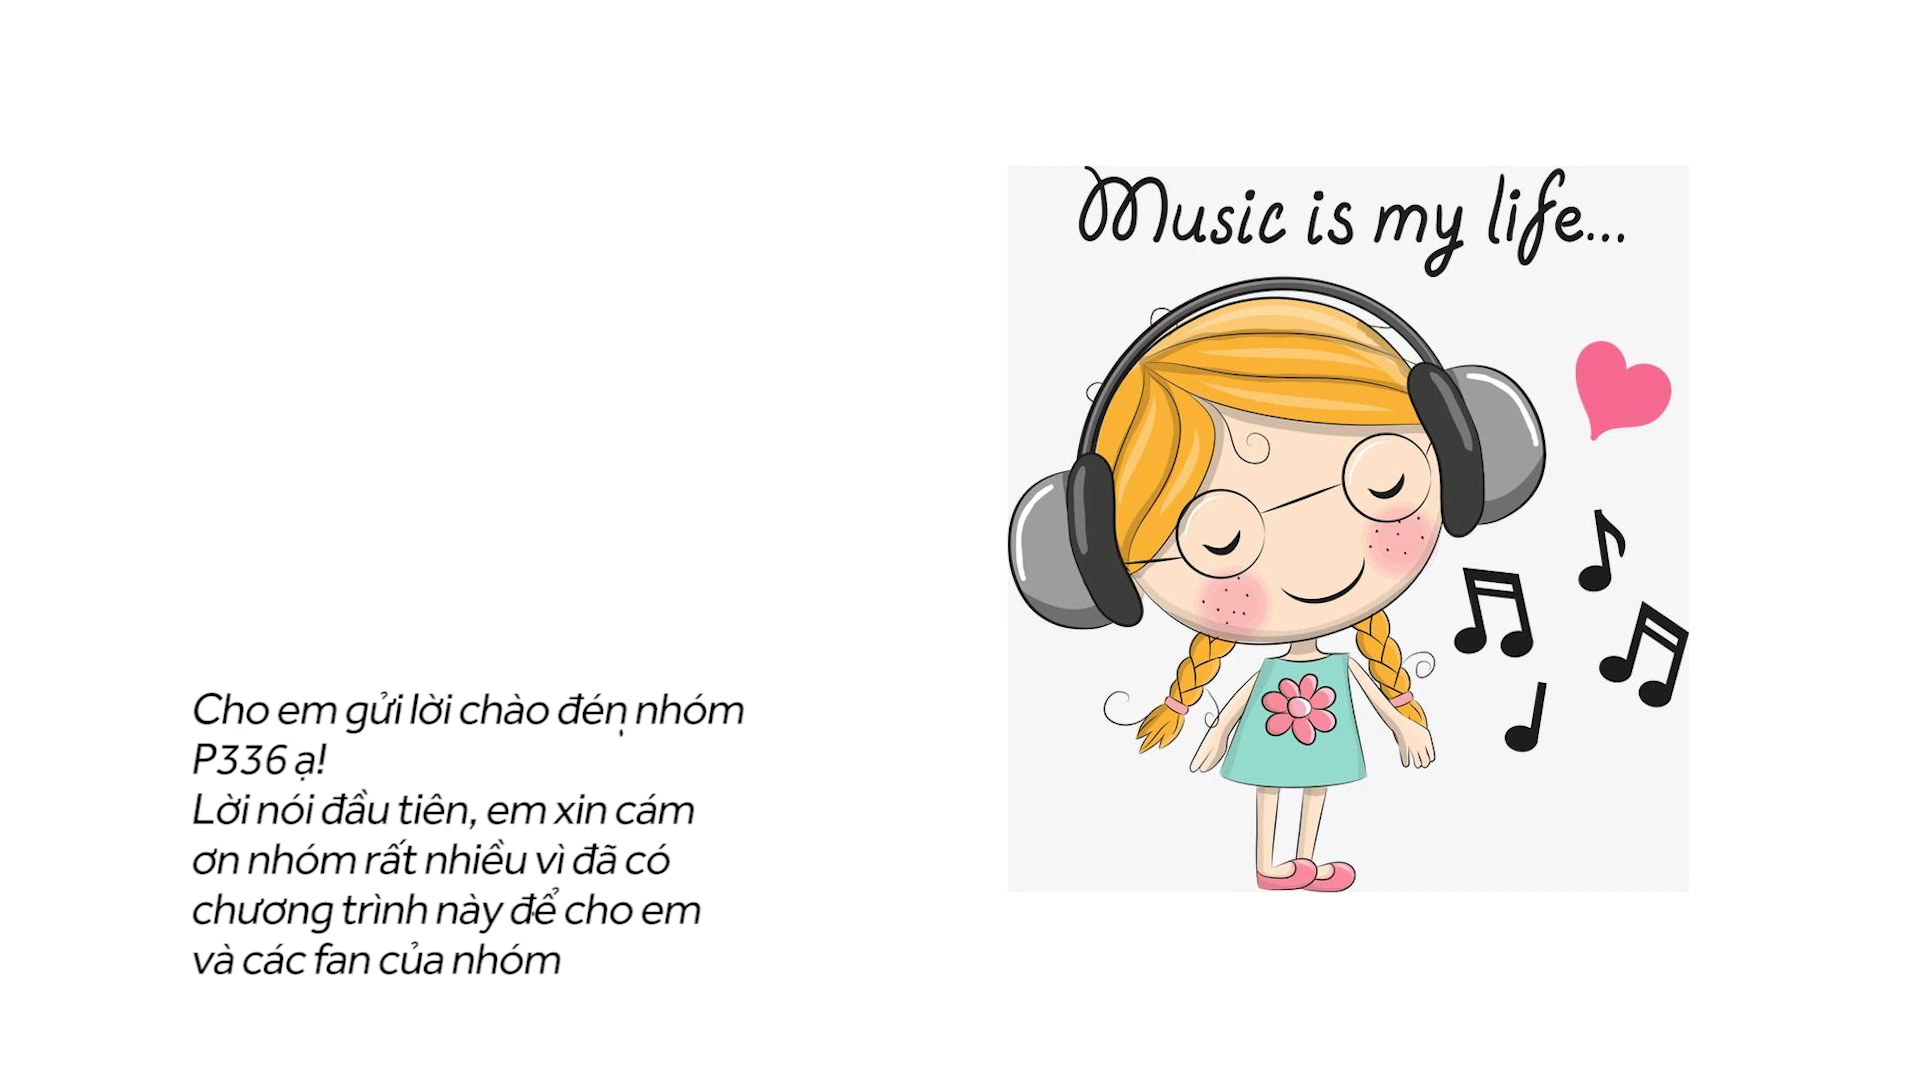 Music is my life...
Cho em gửi lời chào đén̩ nhóm
P336 ạ!
Lời nói đầu tiên, em xin cám
ơn nhóm rất nhiều vì đã có
chương trình này để cho em
và các fan của nhóm